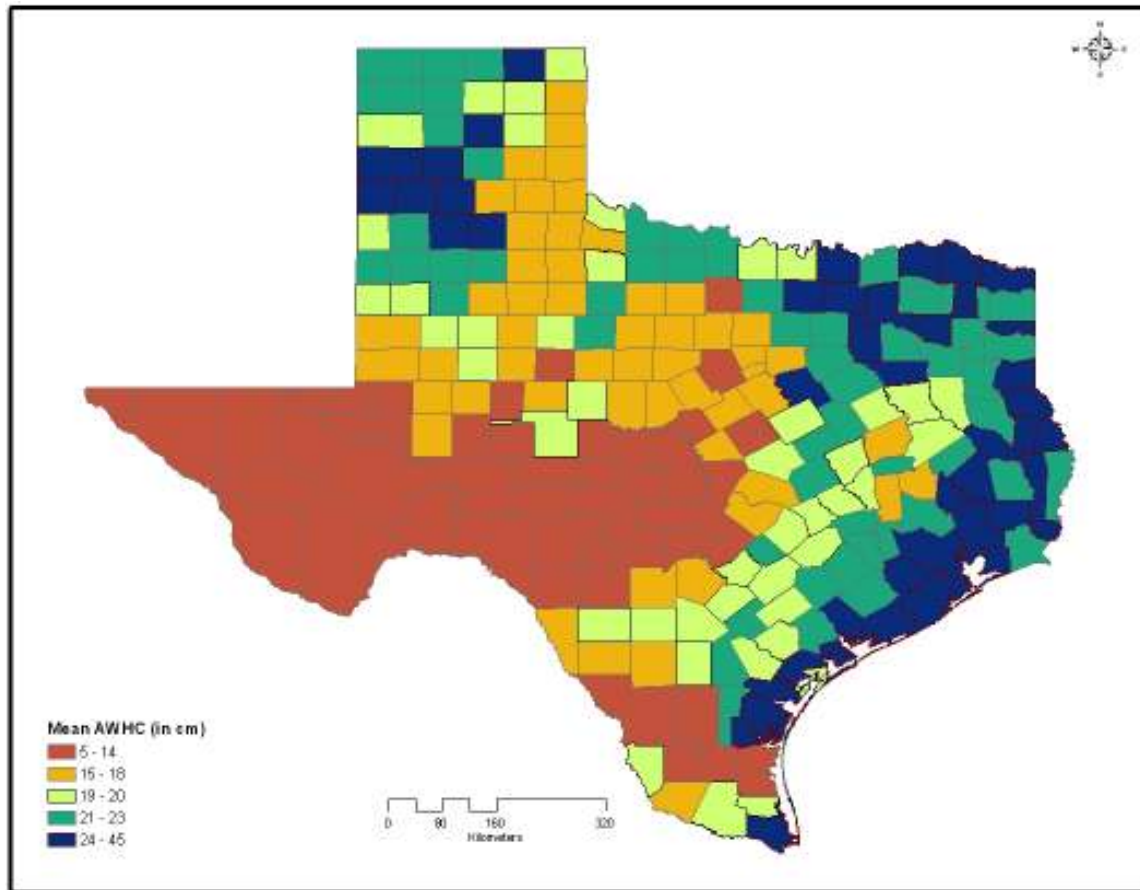 N
W E
S
Mean AWHC (in cm)
5 - 14
15 - 18
19 - 20
21 - 23
24 - 45
0 80 160 320
Kilometers